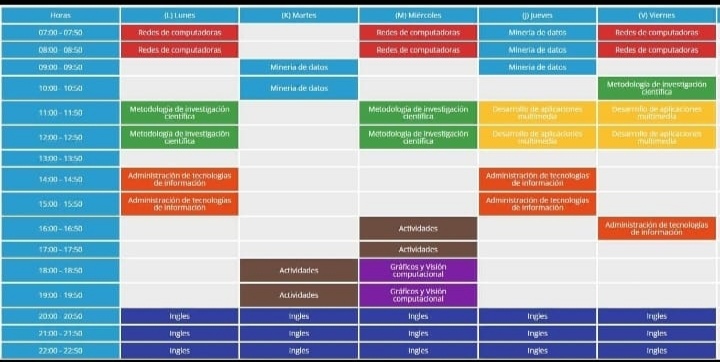 Horas (L) Lunes (K) Martes (M) Miércoles (J) Jueves (V) Viernes
07:00 - 07:50 Redes de computadoras Redes de computadoras Minería de datos Redes de computadoras
08:00 - 08:50 Redes de computadoras Redes de computadoras Minería de datos Redes de computadoras
09:00 - 09:50 Minería de datos Minería de datos
10:00 - 10:50 Minería de datos Metodología de investigación
científica
11:00 - 11:50 Metodología de investigación Metodología de investigación Desarrollo de aplicaciones Desarrollo de aplicaciones
científica científica multimedia multimedia
12:00 - 12:50 Metodología de investigación Metodología de investigación Desarrollo de aplicaciones Desarrollo de aplicaciones
científica científica multimedia multimedia
13:00 - 13:50
14:00 - 14:50 Administración de tecnologías Administración de tecnologías
de información de información
15:00 - 15:50 Administración de tecnologías Administración de tecnologías
de información de información
16:00 - 16:50 Actividades Administración de tecnologías
de información
17:00 - 17:50 Actividades
18:00 - 18:50 Actividades Gráficos y Visión
computacional
19:00 - 19:50 Actividades Gráficos y Visión
computacional
20:00 - 20:50 Ingles Ingles Ingles Ingles Ingles
21:00 - 21:50 Ingles Ingles Ingles Ingles Ingles
22:00 - 22:50 Ingles Ingles Ingles Ingles Ingles